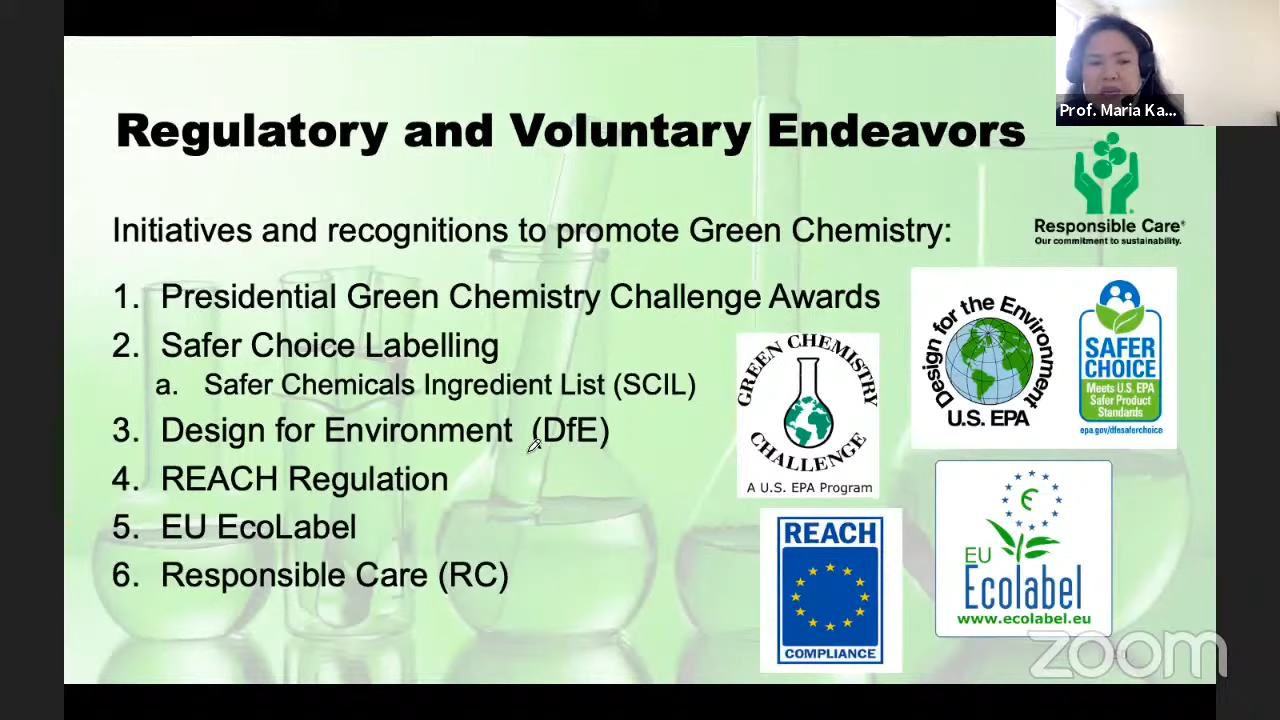 Prof. Maria Ka...
Regulatory and Voluntary Endeavors
Responsible Care®
Our commitment to sustainability.
Initiatives and recognitions to promote Green Chemistry:
1. Presidential Green Chemistry Challenge Awards
2. Safer Choice Labelling
a. Safer Chemicals Ingredient List (SCIL)
3. Design for Environment (DfE)
4. REACH Regulation
5. EU EcoLabel
6. Responsible Care (RC)
GREEN CHEMISTRY
CHALLENGE
A U.S. EPA Program
Design for the Environment
U.S. EPA
SAFER
CHOICE
Meets U.S. EPA
Safer Product
Standards
epa.gov/dfesaferchoice
REACH
COMPLIANCE
EU
Ecolabel
www.ecolabel.eu
zoom